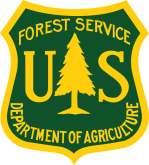 FOREST SERVICE
U S
DEPARTMENT OF AGRICULTURE